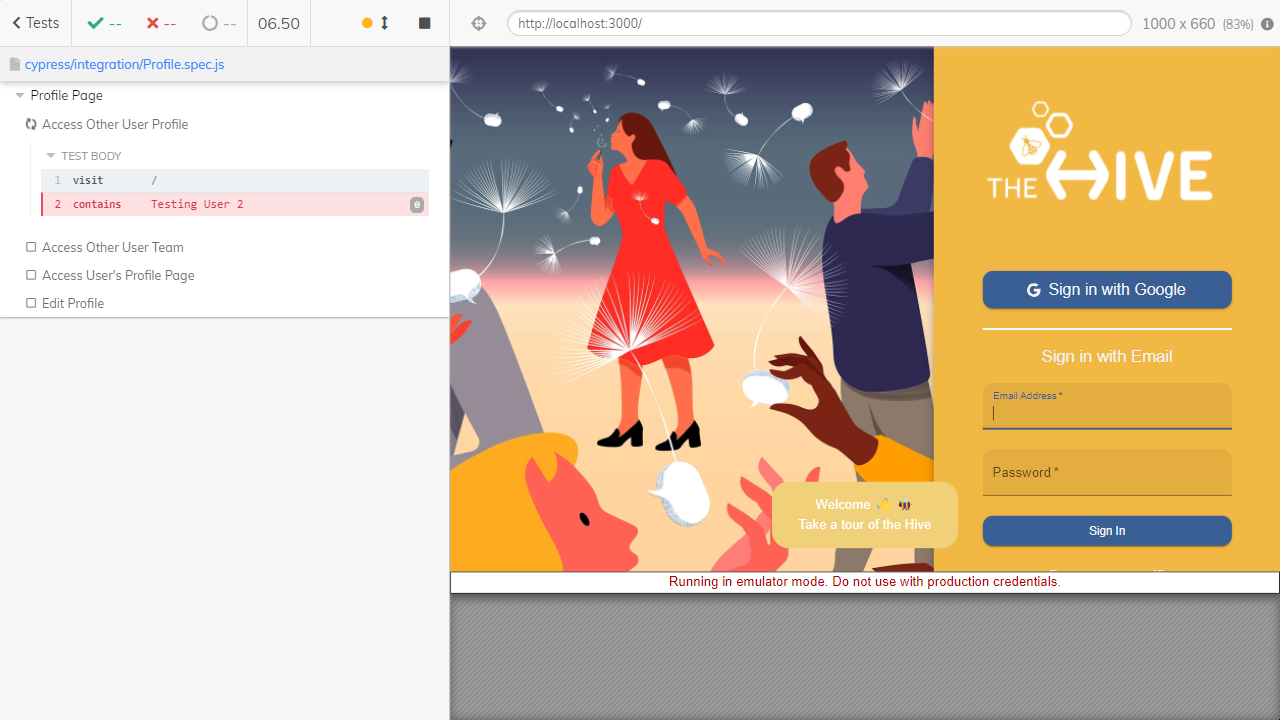 Tests
--
--
--
06.50
cypress/integration/Profile.spec.js
Profile Page
Access Other User Profile
TEST BODY
1 visit /
2 contains Testing User 2 0
Access Other User Team
Access User's Profile Page
Edit Profile
http://localhost:3000/
1000 x 660 (83%)
THE HIVE
Sign in with Google
Sign in with Email
Email Address *
Password *
Sign In
Welcome
Take a tour of the Hive
Running in emulator mode. Do not use with production credentials.